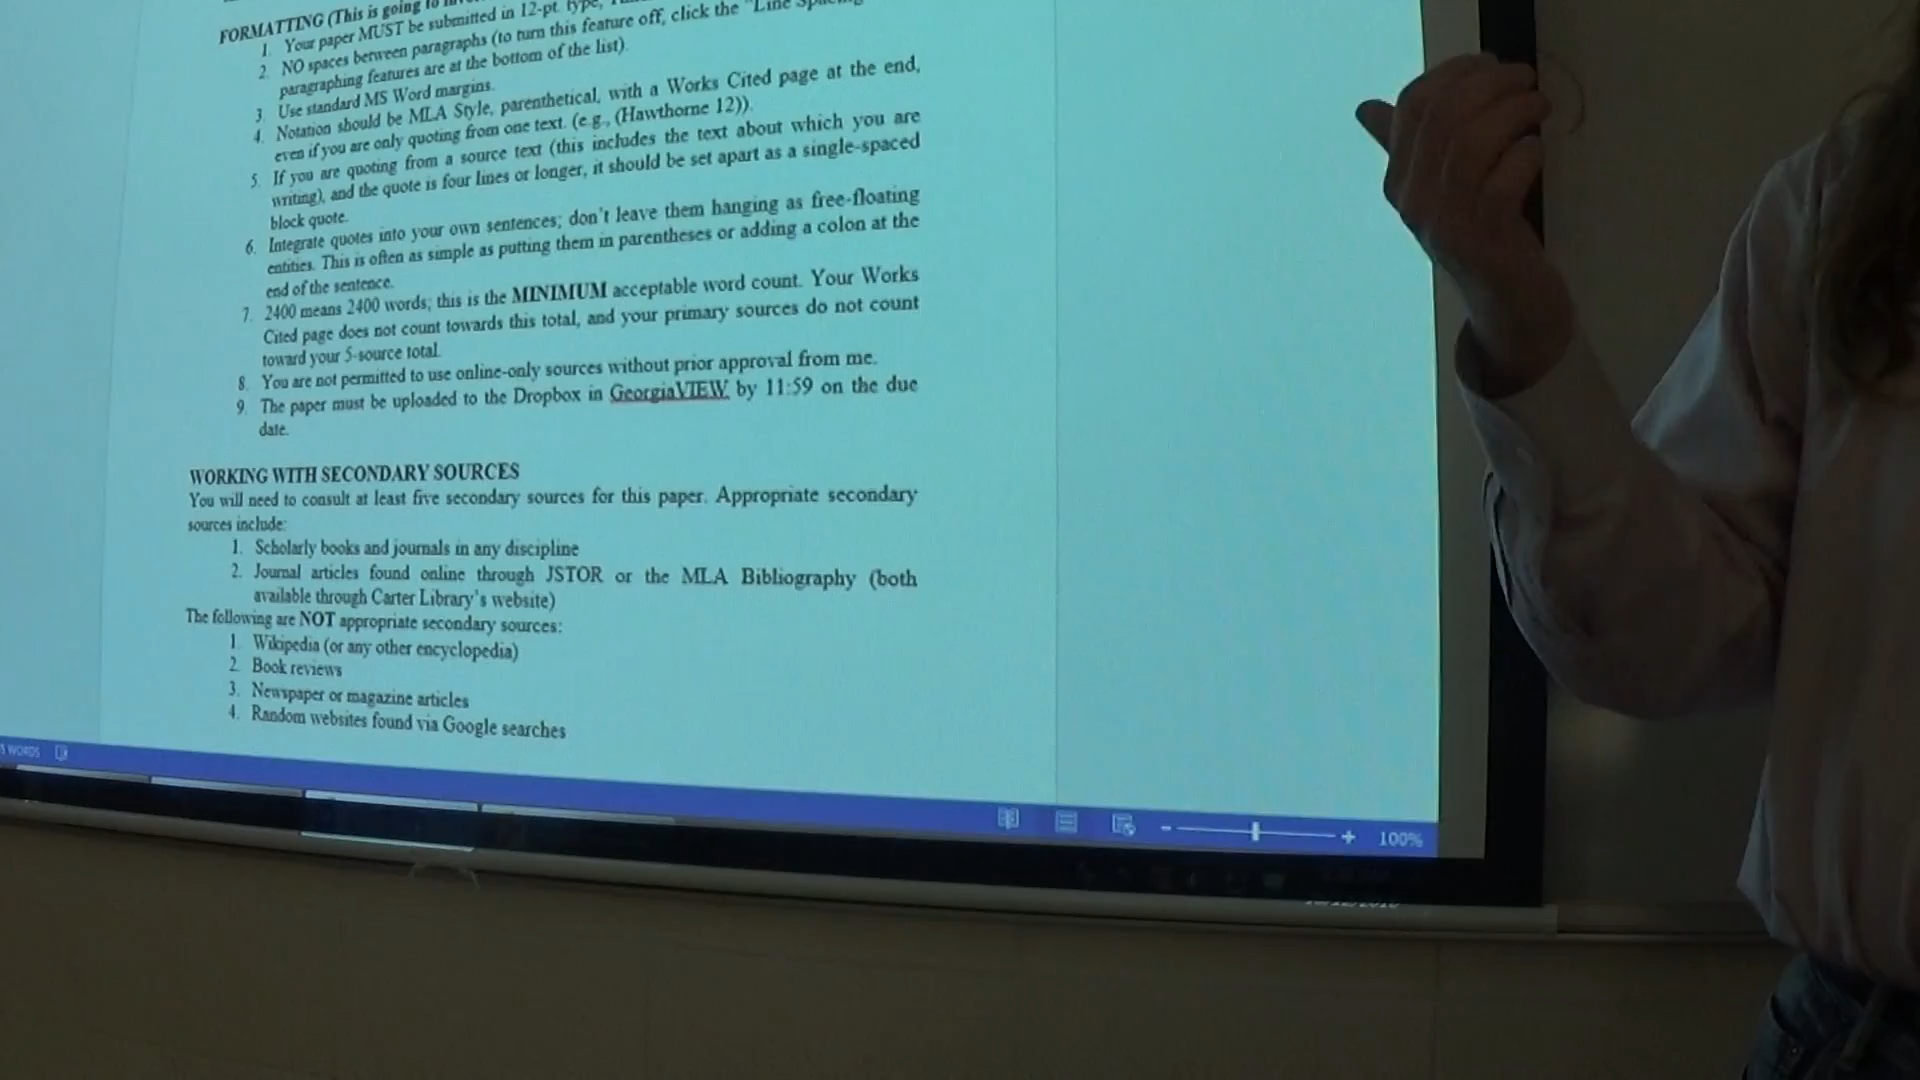 FORMATTING (This is going to
1. Your paper MUST be submitted in 12-pt type,
2. NO spaces between paragraphs (to turn this feature off, click the "Line
paragraphing features are at the bottom of the list).
3. Use standard MS Word margins.
4. Notation should be MLA Style, parenthetical, with a Works Cited page at the end,
even if you are only quoting from one text. (e.g., (Hawthorne 12)).
5. If you are quoting from a source text (this includes the text about which you are
writing), and the quote is four lines or longer, it should be set apart as a single-spaced
block quote.
6. Integrate quotes into your own sentences; don't leave them hanging as free-floating
entities. This is often as simple as putting them in parentheses or adding a colon at the
end of the sentence.
7. 2400 means 2400 words; this is the MINIMUM acceptable word count. Your Works
Cited page does not count towards this total, and your primary sources do not count
toward your 5-source total.
8. You are not permitted to use online-only sources without prior approval from me.
9. The paper must be uploaded to the Dropbox in GeorgiaVIEW by 11:59 on the due
date.
WORKING WITH SECONDARY SOURCES
You will need to consult at least five secondary sources for this paper. Appropriate secondary
sources include:
1. Scholarly books and journals in any discipline
2. Journal articles found online through JSTOR or the MLA Bibliography (both
available through Carter Library's website)
The following are NOT appropriate secondary sources:
1. Wikipedia (or any other encyclopedia)
2. Book reviews
3. Newspaper or magazine articles
4. Random websites found via Google searches
WORDS
100%